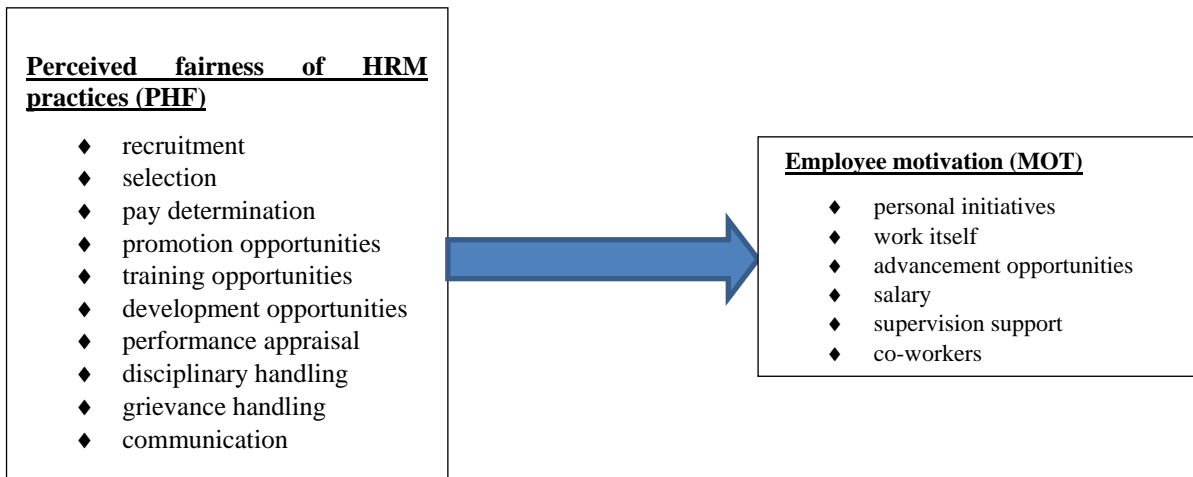 Perceived fairness of HRM
practices (PHF)
♦ recruitment
♦ selection
♦ pay determination
♦ promotion opportunities
♦ training opportunities
♦ development opportunities
♦ performance appraisal
♦ disciplinary handling
♦ grievance handling
♦ communication
Employee motivation (MOT)
♦ personal initiatives
♦ work itself
♦ advancement opportunities
♦ salary
♦ supervision support
♦ co-workers